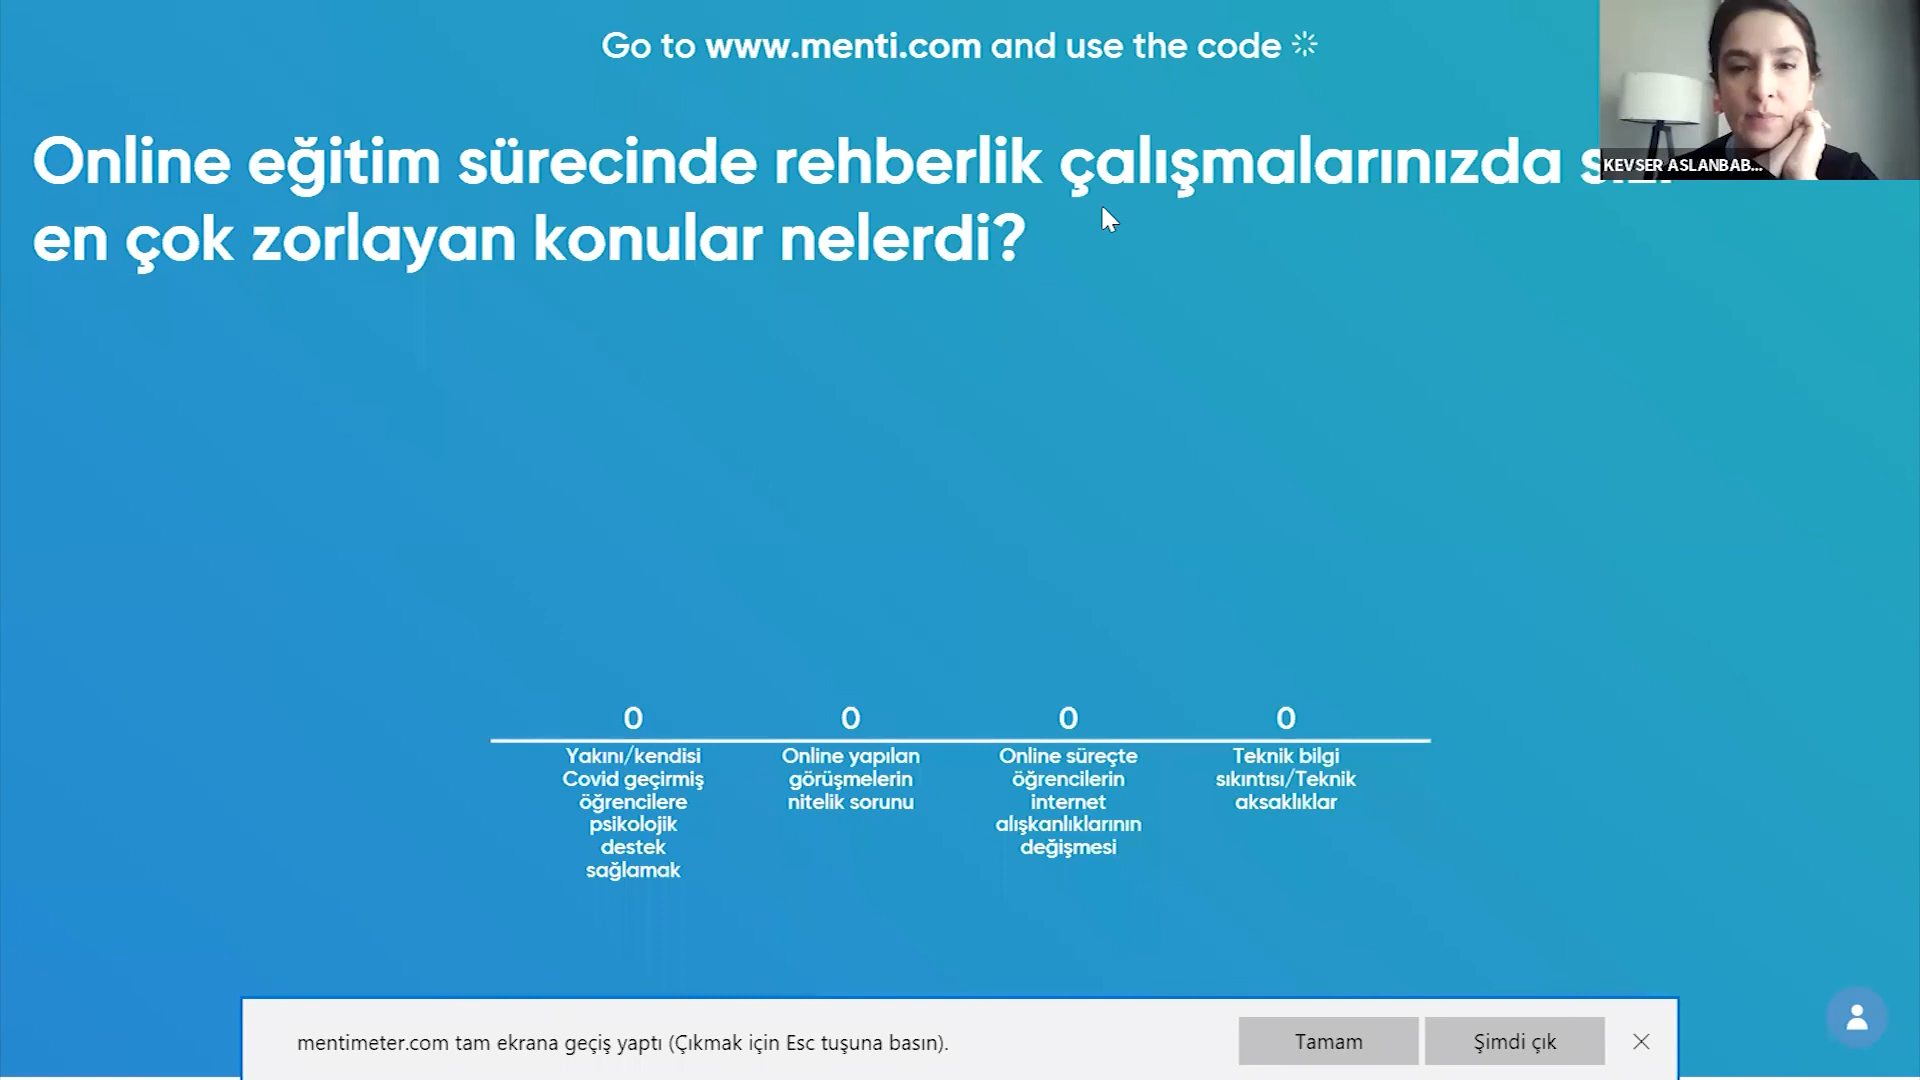 Go to www.menti.com and use the code
Online eğitim sürecinde rehberlik çalışmalarınızda
en çok zorlayan konular nelerdi?
KEVSER ASLANBAB...
0
0
0
0
Yakını/kendisi
Covid geçirmiş
öğrencilere
psikolojik
destek
sağlamak
Online yapılan
görüşmelerin
nitelik sorunu
Online süreçte
öğrencilerin
internet
alışkanlıklarının
değişmesi
Teknik bilgi
sıkıntısı/Teknik
aksaklıklar
mentimeter.com tam ekrana geçiş yaptı (Çıkmak için Esc tuşuna basın).
Tamam
Şimdi çık